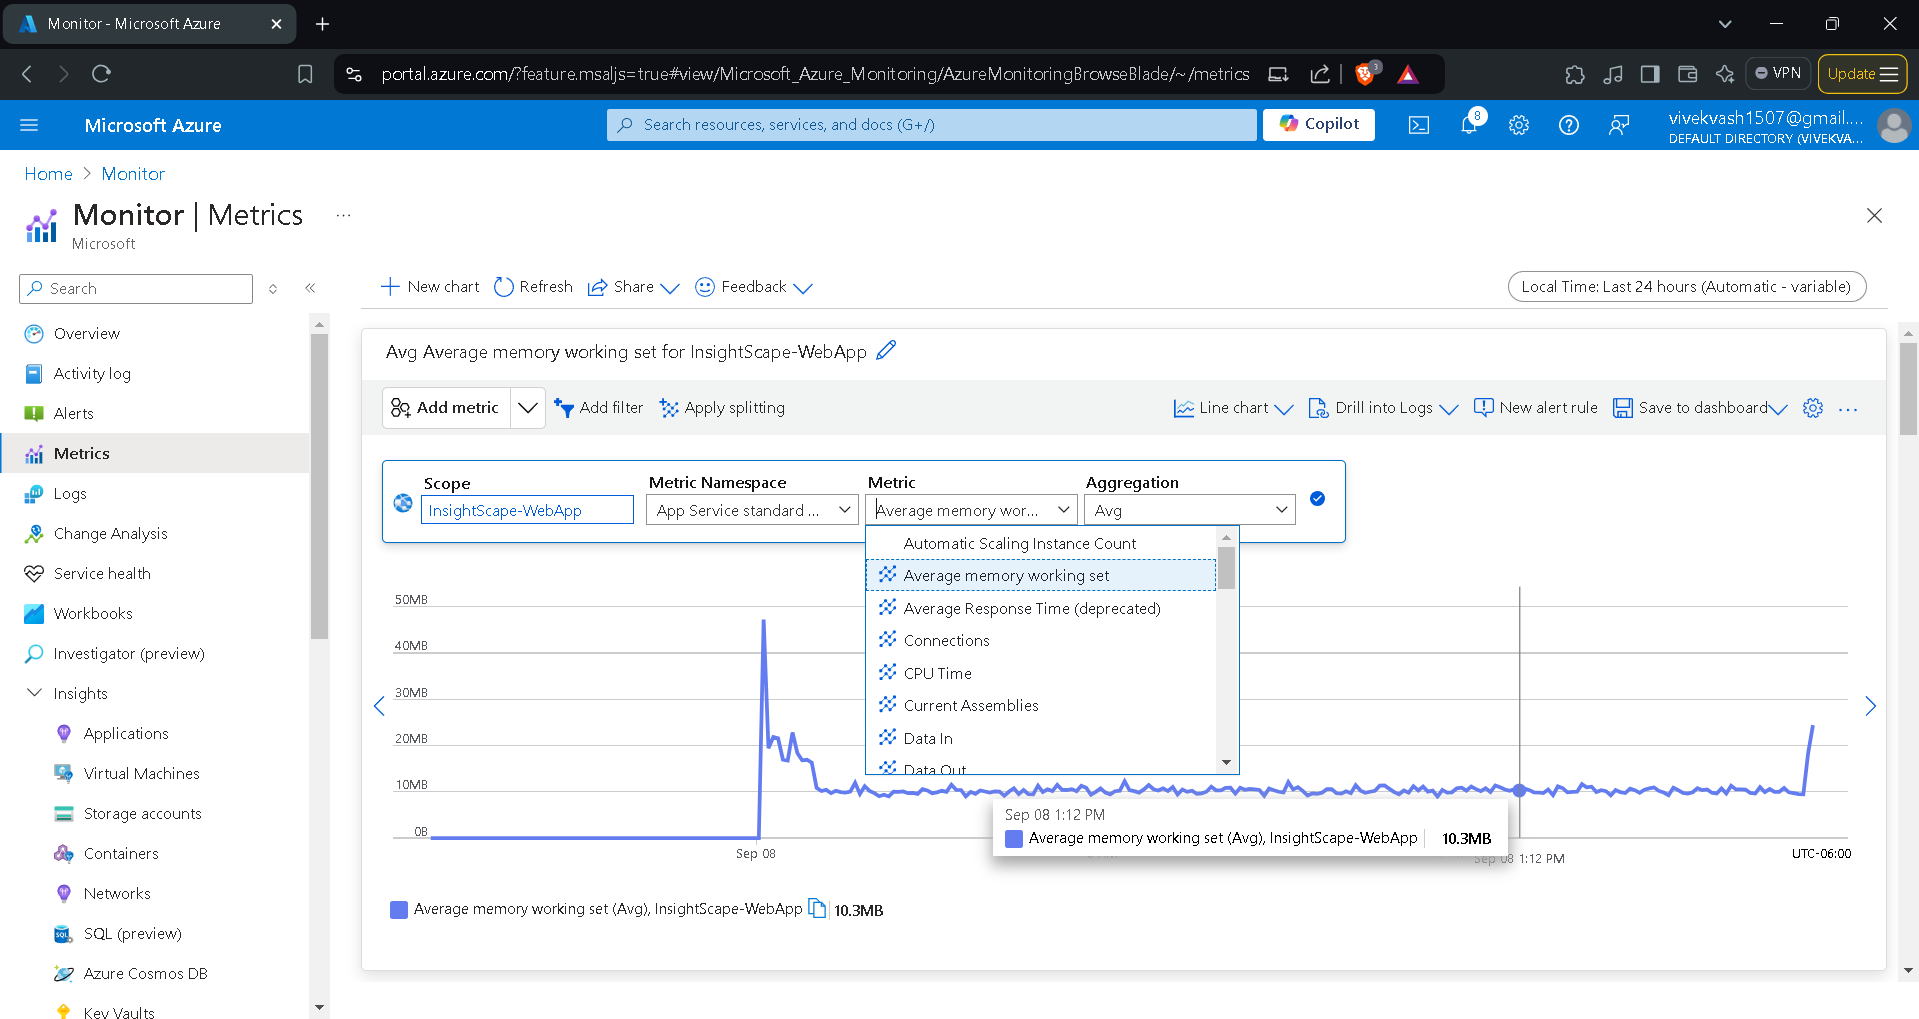 Monitor - Microsoft Azure
portal.azure.com/?feature.msaljs=true#view/Microsoft_Azure_Monitoring/AzureMonitoringBrowseBlade/~/metrics
3
VPN
Update
Microsoft Azure
Search resources, services, and docs (G+/)
Copilot
8
vivekvash1507@gmail....
DEFAULT DIRECTORY (VIVEKVA...
Home > Monitor
Monitor | Metrics ...
Microsoft
Search
New chart Refresh Share Feedback
Local Time: Last 24 hours (Automatic - variable)
Overview
Activity log
Alerts
Metrics
Logs
Change Analysis
Service health
Workbooks
Investigator (preview)
Insights
Applications
Virtual Machines
Storage accounts
Containers
Networks
SQL (preview)
Azure Cosmos DB
Key Vaults
Avg Average memory working set for InsightScape-WebApp
Add metric Add filter Apply splitting
Line chart Drill into Logs New alert rule Save to dashboard ...
Scope Metric Namespace Metric Aggregation
InsightScape-WebApp App Service standard ... Average memory wor... Avg
Automatic Scaling Instance Count
Average memory working set
Average Response Time (deprecated)
Connections
CPU Time
Current Assemblies
Data In
Data Out
50MB
40MB
30MB
20MB
10MB
0B
Sep 08
Sep 08 1:12 PM
Average memory working set (Avg), InsightScape-WebApp 10.3MB
Sep 08 1:12 PM
UTC-06:00
Average memory working set (Avg), InsightScape-WebApp 10.3MB